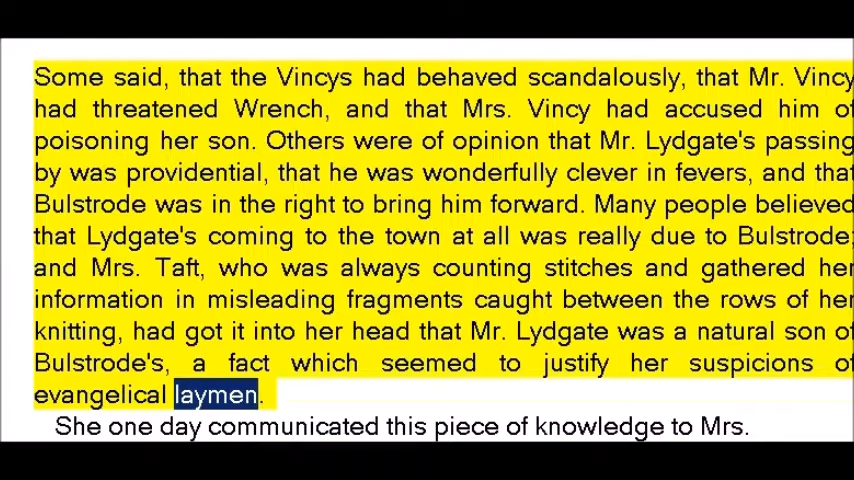 Some said, that the Vincys had behaved scandalously, that Mr. Vincy
had threatened Wrench, and that Mrs. Vincy had accused him of
poisoning her son. Others were of opinion that Mr. Lydgate's passing
by was providential, that he was wonderfully clever in fevers, and that
Bulstrode was in the right to bring him forward. Many people believed
that Lydgate's coming to the town at all was really due to Bulstrode;
and Mrs. Taft, who was always counting stitches and gathered her
information in misleading fragments caught between the rows of her
knitting, had got it into her head that Mr. Lydgate was a natural son of
Bulstrode's, a fact which seemed to justify her suspicions of
evangelical laymen.
She one day communicated this piece of knowledge to Mrs.